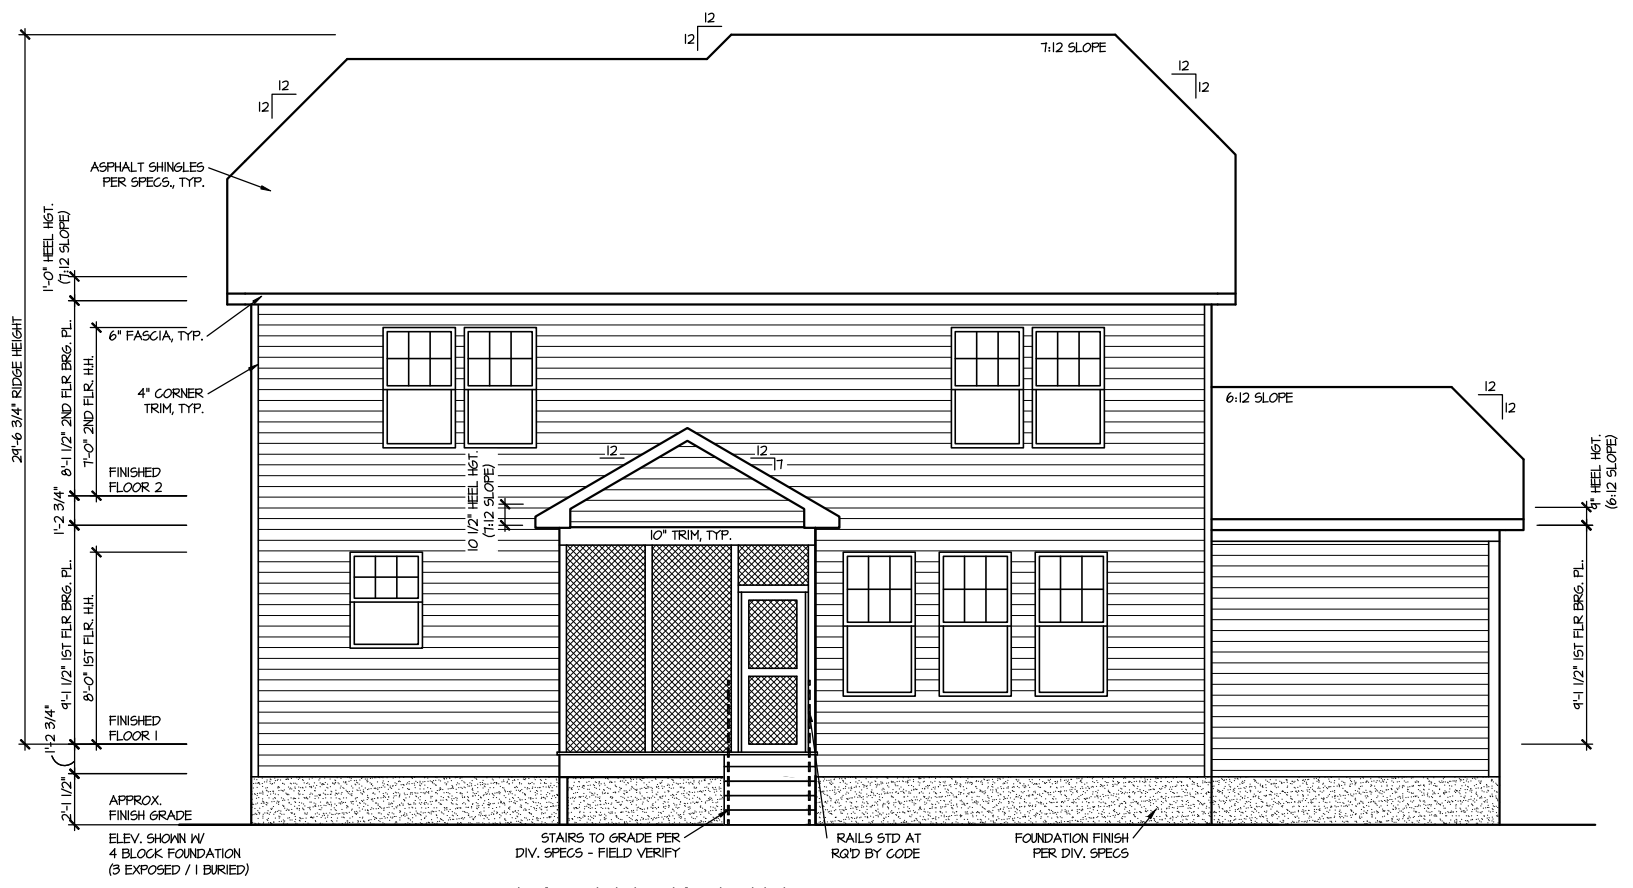 12
12
7:12 SLOPE
12
12
12
12
ASPHALT SHINGLES
PER SPECS., TYP.
1'-0" HEEL HGT.
(7:12 SLOPE)
29'-6 3/4" RIDGE HEIGHT
8'-1 1/2" 2ND FLR BRG. PL.
7'-0" 2ND FLR. H.H.
6" FASCIA, TYP.
4" CORNER
TRIM, TYP.
FINISHED
FLOOR 2
1'-2 3/4"
12
12
7
10 1/2" HEEL HGT.
(7:12 SLOPE)
10" TRIM, TYP.
6:12 SLOPE
12
12
9" HEEL HGT.
(6:12 SLOPE)
9'-1 1/2" 1ST FLR BRG. PL.
9'-1 1/2" 1ST FLR BRG. PL.
8'-0" 1ST FLR. H.H.
FINISHED
FLOOR 1
1'-2 3/4"
2'-1 1/2"
APPROX.
FINISH GRADE
ELEV. SHOWN W/
4 BLOCK FOUNDATION
(3 EXPOSED / 1 BURIED)
STAIRS TO GRADE PER
DIV. SPECS - FIELD VERIFY
RAILS STD AT
RQ'D BY CODE
FOUNDATION FINISH
PER DIV. SPECS